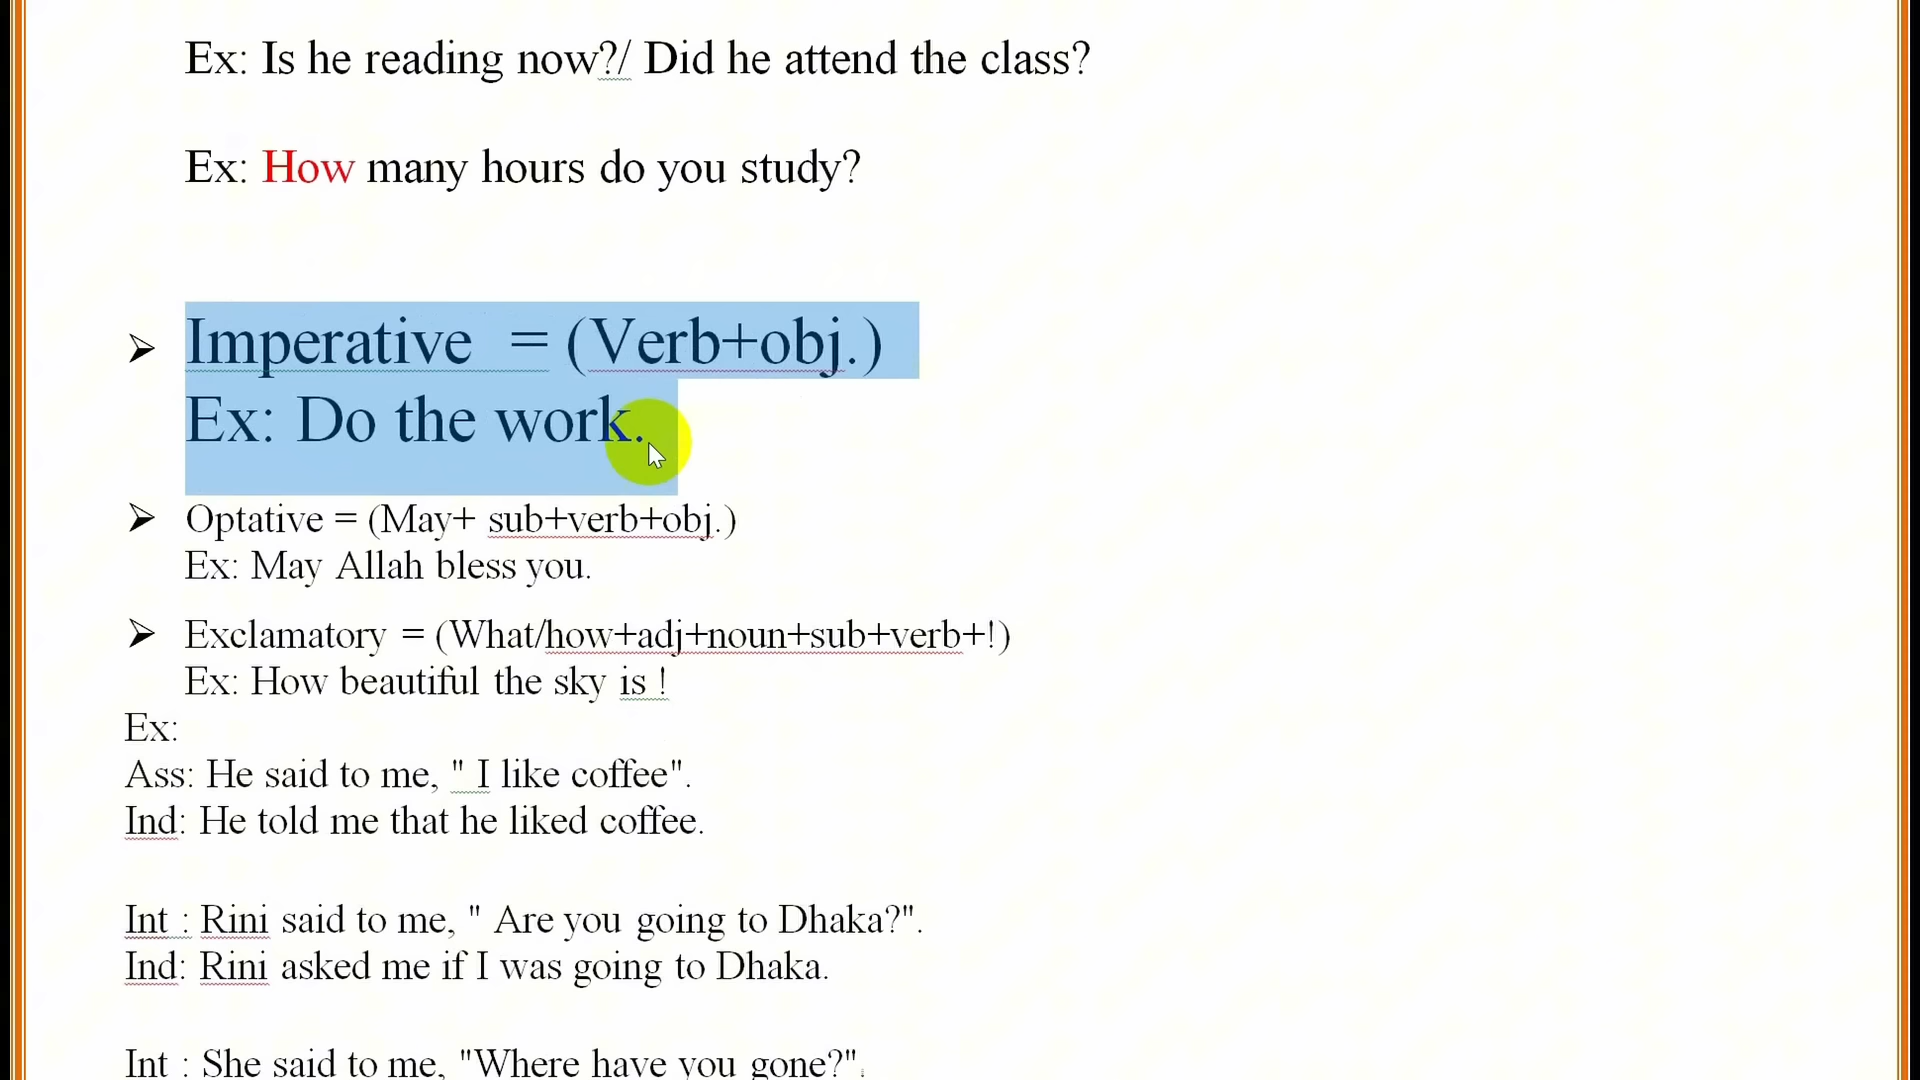 Ex: Is he reading now?/ Did he attend the class?
Ex: How many hours do you study?
➢ Imperative  = (Verb+obj.)
Ex: Do the work.
➢ Optative = (May+ sub+verb+obj.)
Ex: May Allah bless you.
➢ Exclamatory = (What/how+adj+noun+sub+verb+!)
Ex: How beautiful the sky is !
Ex:
Ass: He said to me, " I like coffee".
Ind: He told me that he liked coffee.
Int : Rini said to me, " Are you going to Dhaka?".
Ind: Rini asked me if I was going to Dhaka.
Int : She said to me, "Where have you gone?".